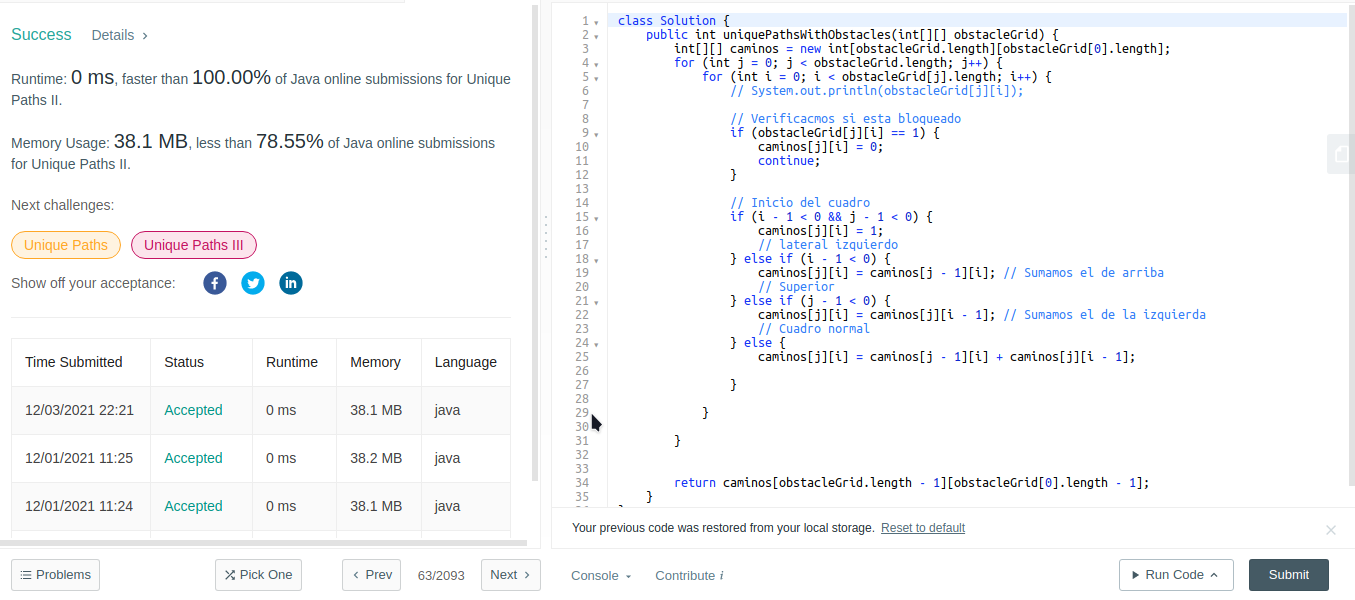 Success Details
Runtime: 0 ms, faster than 100.00% of Java online submissions for Unique
Paths II.
Memory Usage: 38.1 MB, less than 78.55% of Java online submissions
for Unique Paths II.
Next challenges:
Unique Paths Unique Paths III
Show off your acceptance:
Time Submitted Status Runtime Memory Language
12/03/2021 22:21 Accepted 0 ms 38.1 MB java
12/01/2021 11:25 Accepted 0 ms 38.2 MB java
12/01/2021 11:24 Accepted 0 ms 38.1 MB java
Problems Pick One Prev 63/2093 Next
1 class Solution {
2 public int uniquePathsWithObstacles(int[][] obstacleGrid) {
3 int[][] caminos = new int[obstacleGrid.length][obstacleGrid[0].length];
4 for (int j = 0; j < obstacleGrid.length; j++) {
5 for (int i = 0; i < obstacleGrid[j].length; i++) {
6 // System.out.println(obstacleGrid[j][i]);
7
8 // Verificacmos si esta bloqueado
9 if (obstacleGrid[j][i] == 1) {
10 caminos[j][i] = 0;
11 continue;
12 }
13
14 // Inicio del cuadro
15 if (i - 1 < 0 && j - 1 < 0) {
16 caminos[j][i] = 1;
17 // lateral izquierdo
18 } else if (i - 1 < 0) {
19 caminos[j][i] = caminos[j - 1][i]; // Sumamos el de arriba
20 // Superior
21 } else if (j - 1 < 0) {
22 caminos[j][i] = caminos[j][i - 1]; // Sumamos el de la izquierda
23 // Cuadro normal
24 } else {
25 caminos[j][i] = caminos[j - 1][i] + caminos[j][i - 1];
26
27 }
28
29 }
30
31 }
32
33
34 return caminos[obstacleGrid.length - 1][obstacleGrid[0].length - 1];
35 }
Your previous code was restored from your local storage. Reset to default
Console Contribute i Run Code Submit